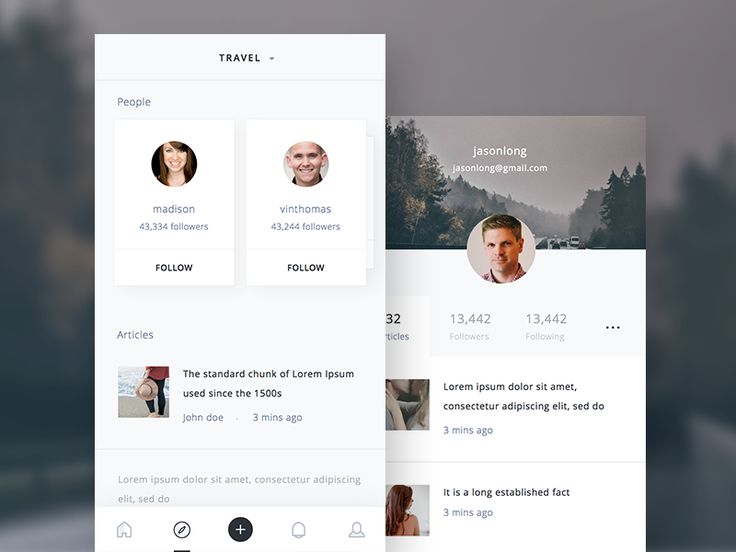 TRAVEL
People
madison
43,334 followers
FOLLOW
vinthomas
43,244 followers
FOLLOW
Articles
The standard chunk of Lorem Ipsum
used since the 1500s
John doe · 3 mins ago
Lorem ipsum dolor sit amet, consectetur adipiscing
elit, sed do
jasonlong
jasonlong@gmail.com
32
rticles
13,442
Followers
13,442
Following
Lorem ipsum dolor sit amet,
consectetur adipiscing elit, sed do
3 mins ago
It is a long established fact
3 mins ago